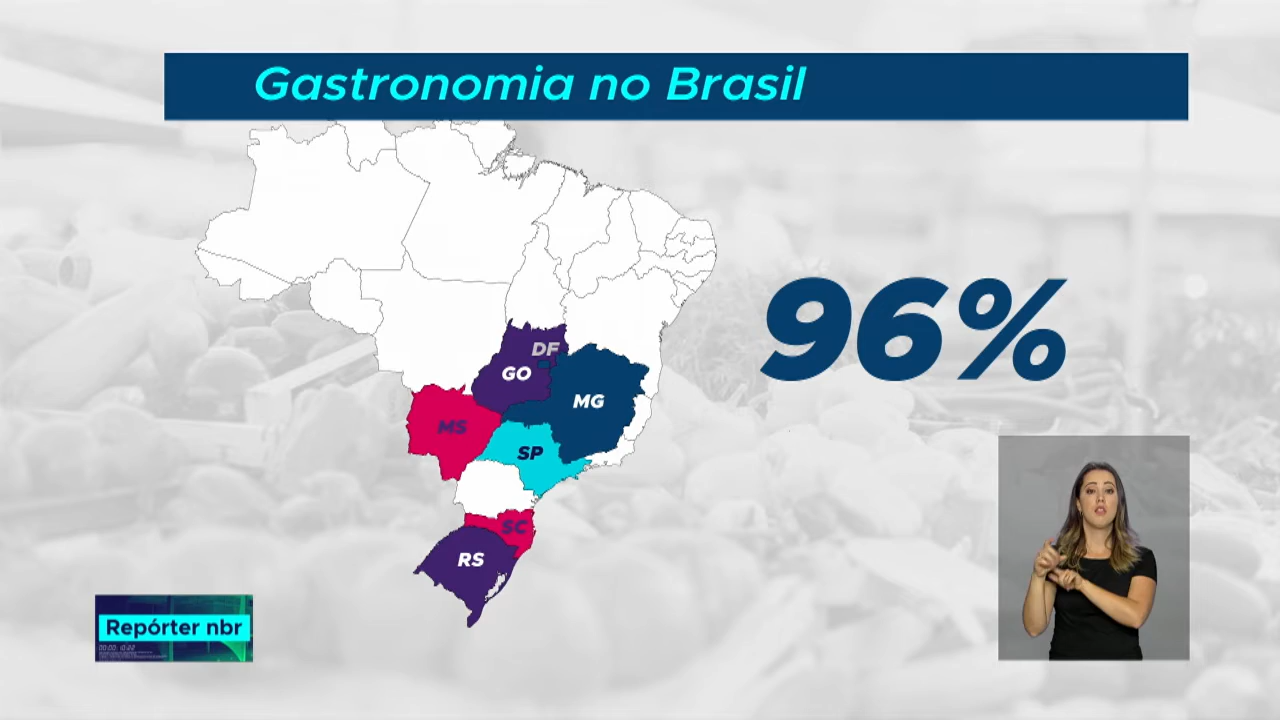 Gastronomia no Brasil
96%
DF
GO
MG
MS
SP
SC
RS
Repórter nbr